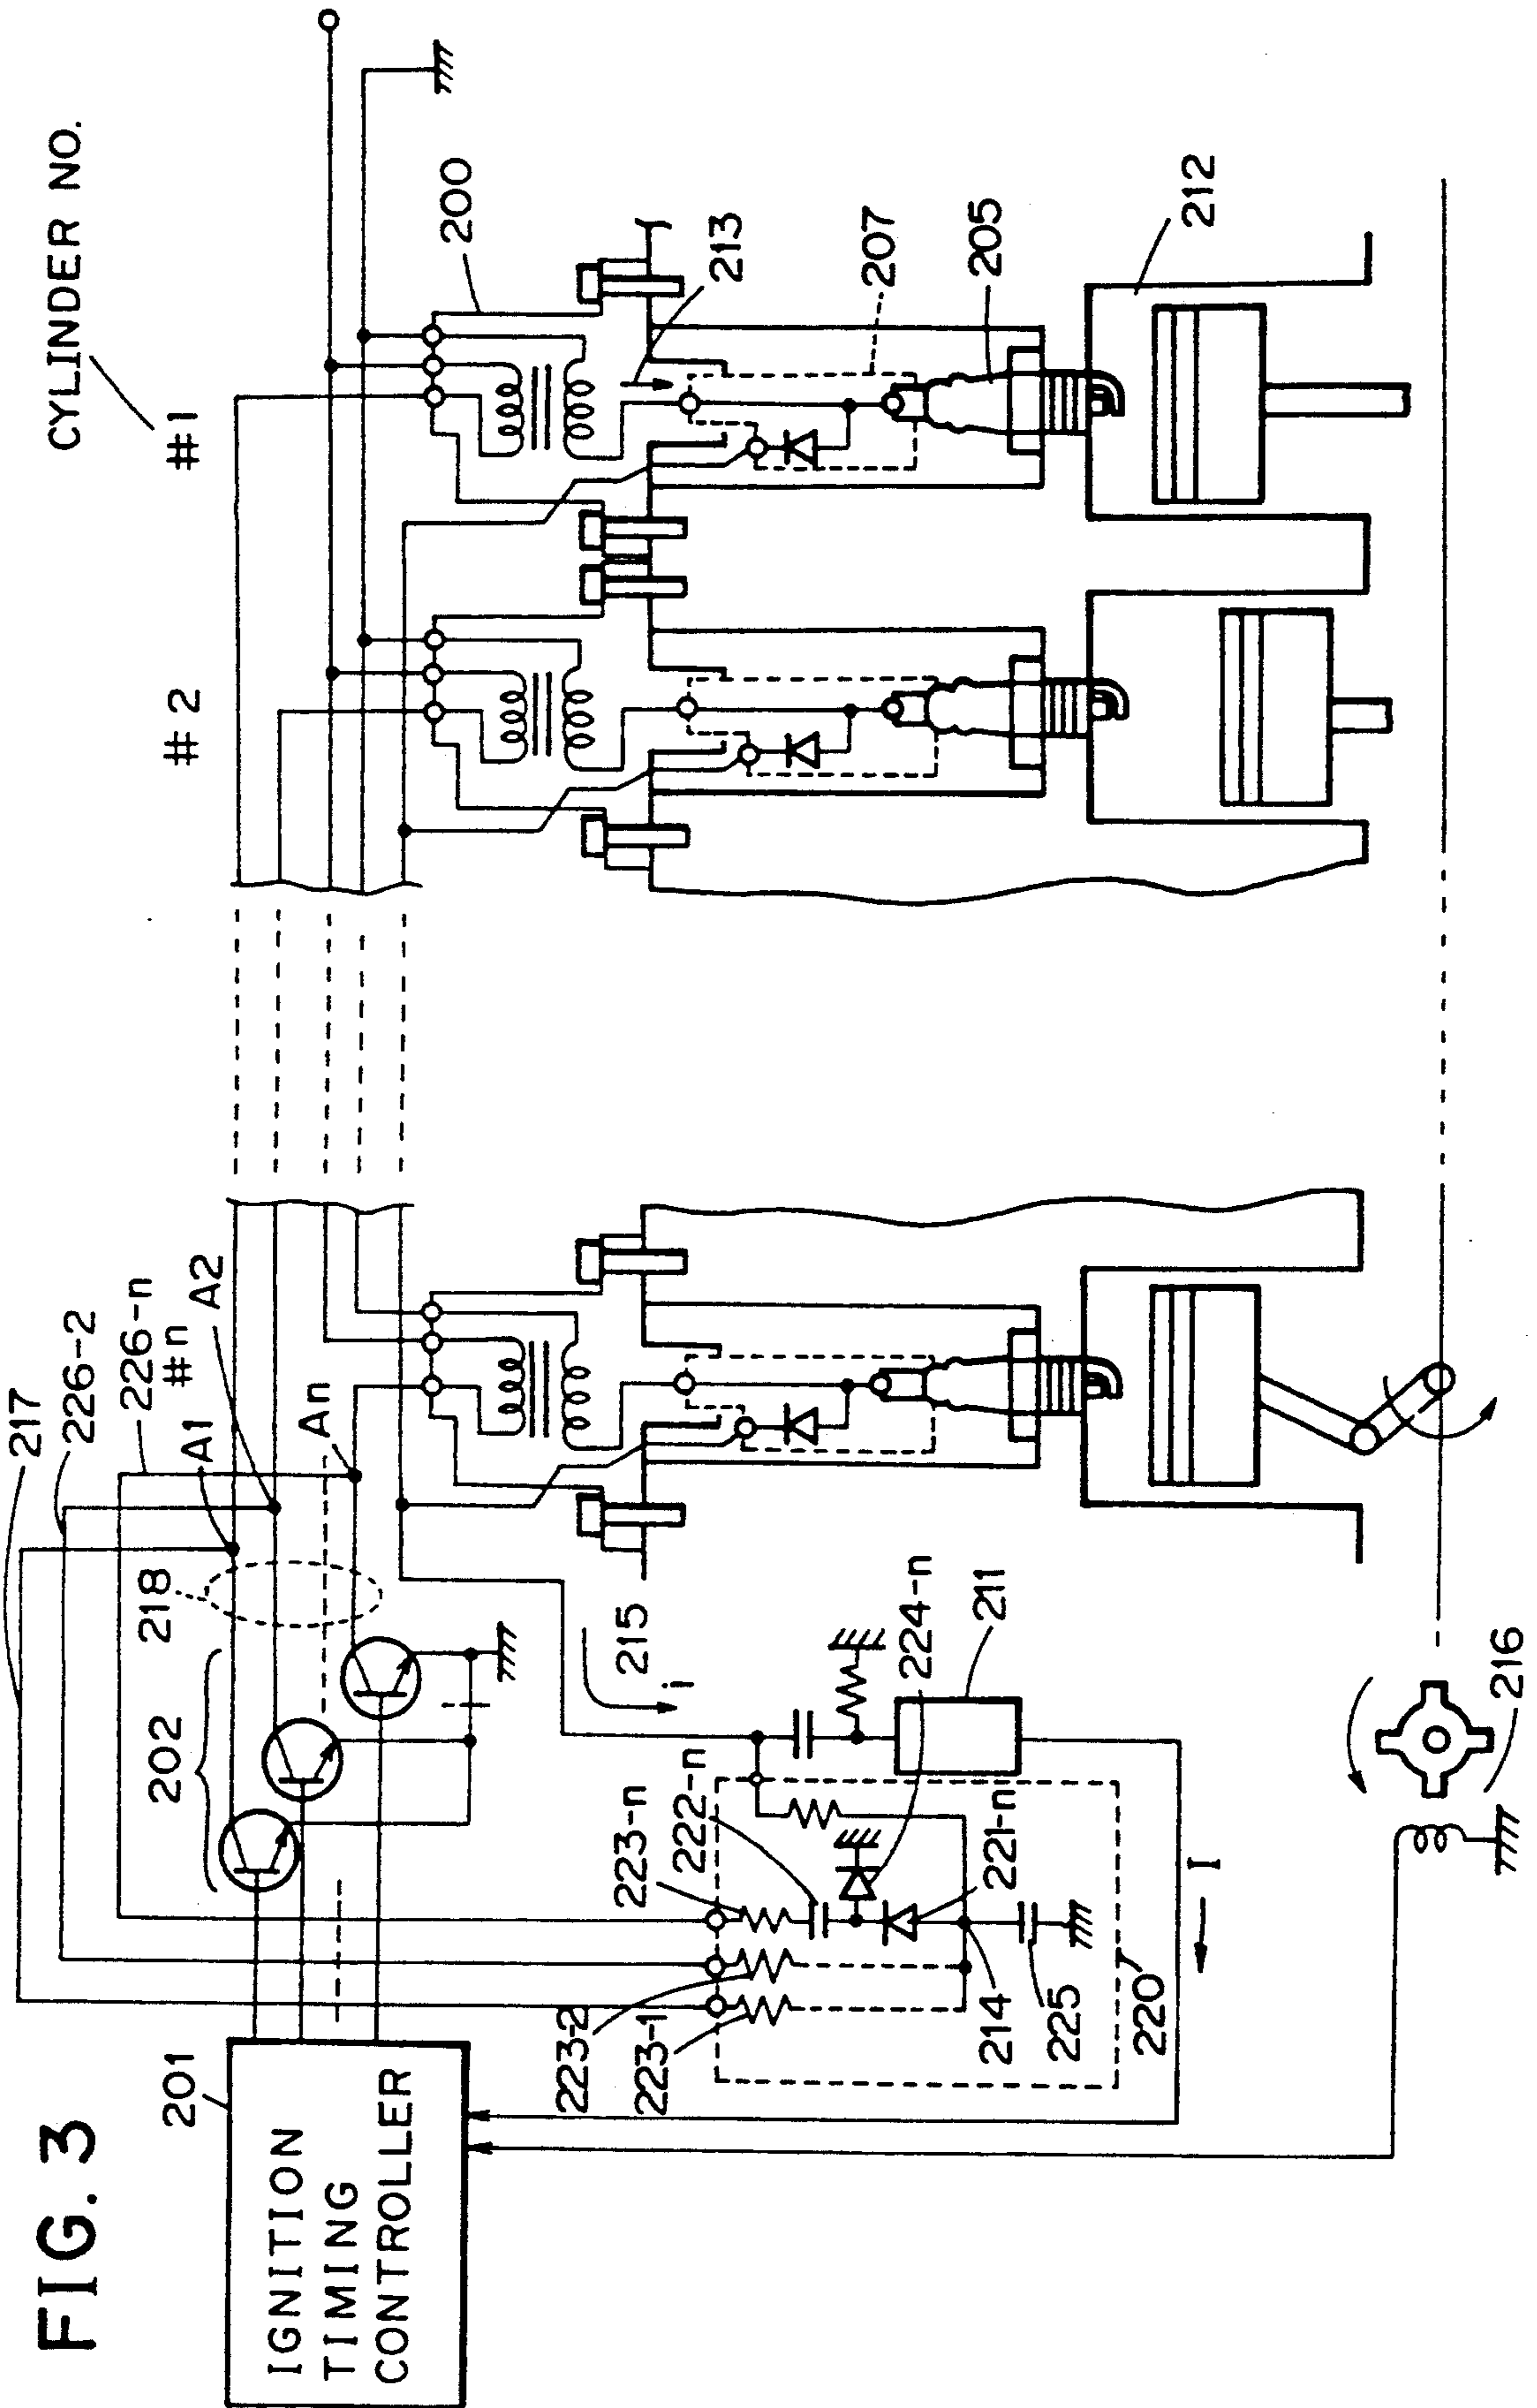 FIG. 3
CYLINDER NO.
#1
#2
#n
217
226-2
226-n
A1
A2
An
218
202
201
IGNITION
TIMING
CONTROLLER
200
213
207
205
212
215
i
224-n
211
223-n
222-n
221-n
223-2
223-1
214
225
220
I
216